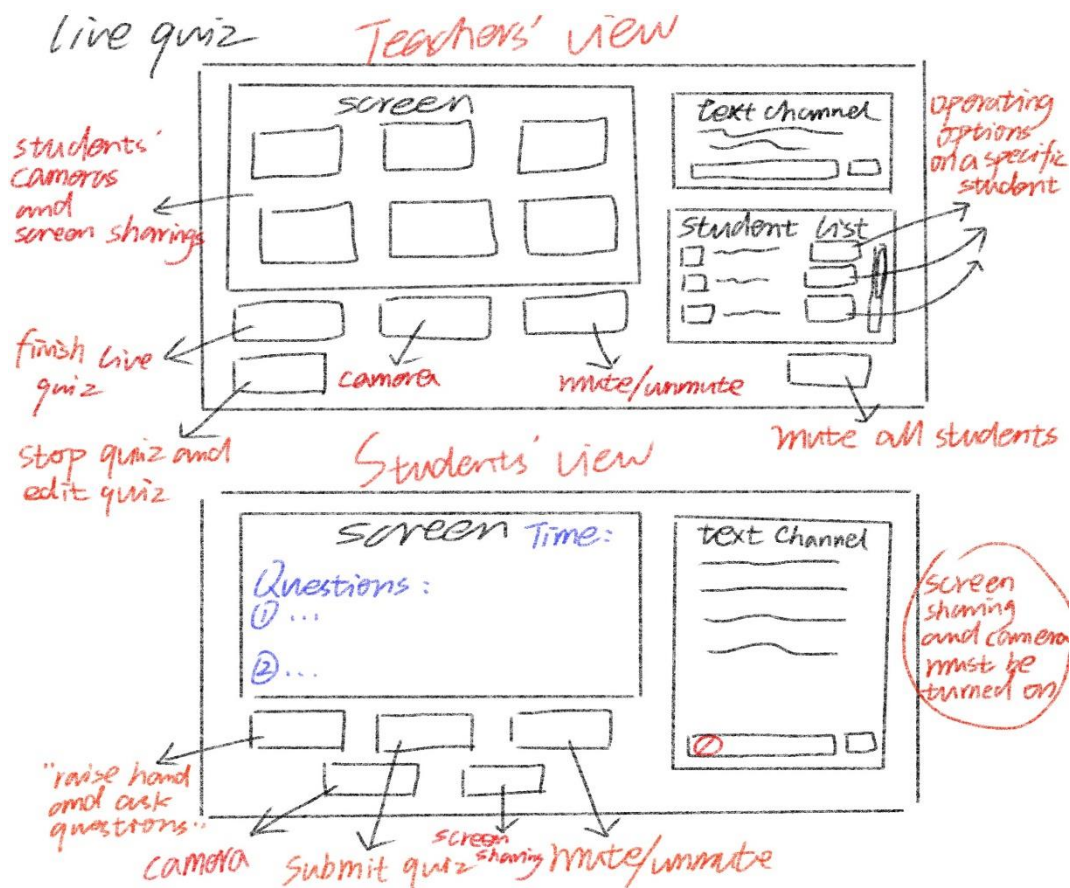 live quiz
Teachers' view
screen
students'
cameras
and
screen sharings
text channel
operating
options
on a specific
student
student list
finish live
quiz
camera
mute/unmute
stop quiz and
edit quiz
mute all students
Students' view
screen
Time:
Questions:
① ...
② ...
text channel
screen
sharing
and camera
must be
turned on
"raise hand
and ask
questions"
camera
submit quiz
screen
sharing
mute/unmute